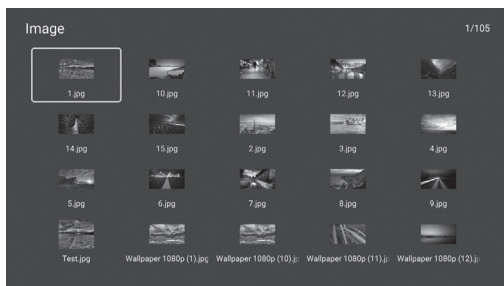 Image 1/105
1.jpg 10.jpg 11.jpg 12.jpg 13.jpg
14.jpg 15.jpg 2.jpg 3.jpg 4.jpg
5.jpg 6.jpg 7.jpg 8.jpg 9.jpg
Test.jpg Wallpaper 1080p (1).jpg Wallpaper 1080p (10).jp Wallpaper 1080p (11).jp Wallpaper 1080p (12).jp